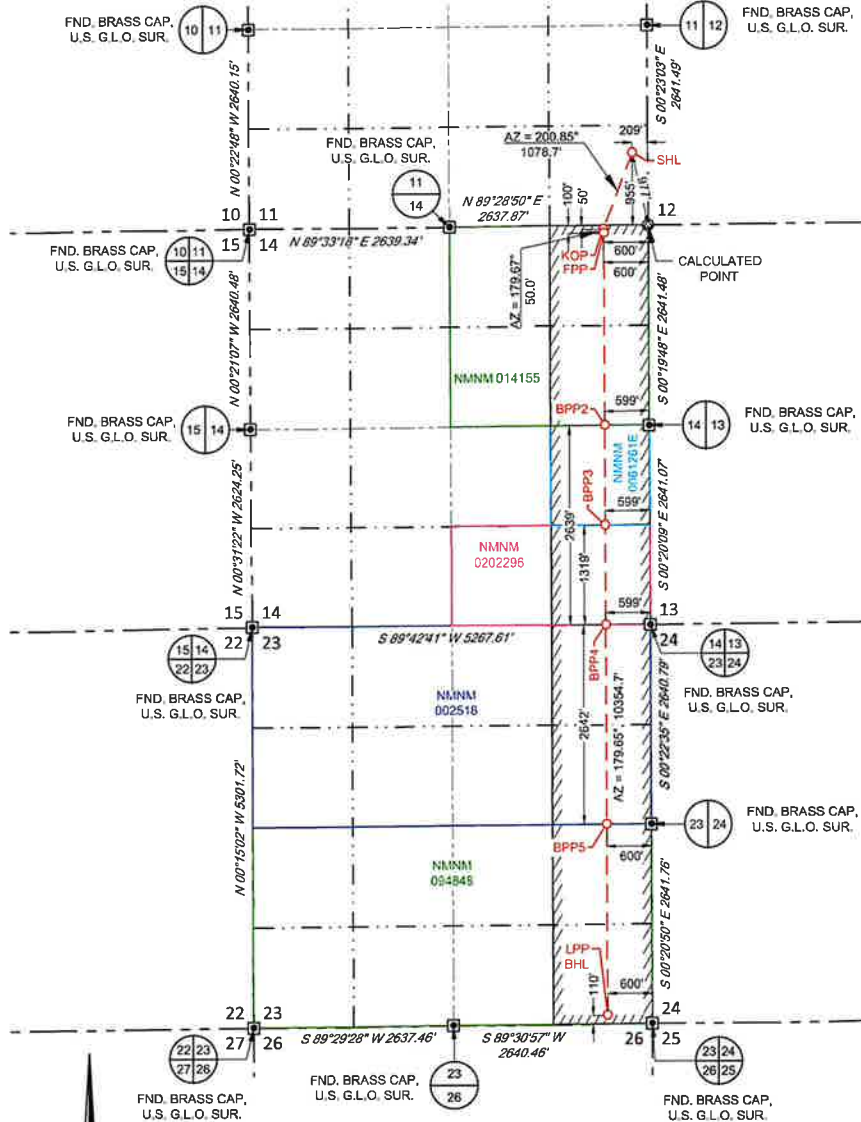 FND. BRASS CAP,
U.S. G.L.O. SUR.
10 11
11 12
FND. BRASS CAP,
U.S. G.L.O. SUR.
N 00°22'48" W 2640.15'
S 00°23'03" E
2641.49'
209'
AZ = 200.85°
1078.7'
SHL
FND. BRASS CAP,
U.S. G.L.O. SUR.
11
14
N 89°28'50" E
2637.87'
100'
50'
955'
977'
10 11
15 14
12
N 89°33'18" E 2639.34'
FND. BRASS CAP,
U.S. G.L.O. SUR.
10 11
15 14
KOP
FPP
600'
600'
CALCULATED
POINT
AZ = 179.67°
50.0'
N 00°21'07" W 2640.48'
S 00°19'48" E 2641.48'
NMNM 014155
BPP2
599'
FND. BRASS CAP,
U.S. G.L.O. SUR.
15 14
14 13
FND. BRASS CAP,
U.S. G.L.O. SUR.
NMNM
0061261E
BPP3
599'
N 00°31'22" W 2624.25'
S 00°20'09" E 2641.07'
2639'
1319'
NMNM
0202296
599'
15 14
22 23
13
24
S 89°42'41" W 5267.61'
BPP4
15 14
22 23
FND. BRASS CAP,
U.S. G.L.O. SUR.
14 13
23 24
FND. BRASS CAP,
U.S. G.L.O. SUR.
NMNM
002518
2642'
AZ = 179.65° 10354.7'
S 00°22'35" E 2640.79'
N 00°15'02" W 5301.72'
BPP5
600'
23 24
FND. BRASS CAP,
U.S. G.L.O. SUR.
NMNM
094848
S 00°20'50" E 2641.76'
LPP
BHL
110'
600'
22 23
27 26
24
26 25
S 89°29'28" W 2637.46'
S 89°30'57" W
2640.46'
22 23
27 26
FND. BRASS CAP,
U.S. G.L.O. SUR.
FND. BRASS CAP,
U.S. G.L.O. SUR.
23
26
23 24
26 25
FND. BRASS CAP,
U.S. G.L.O. SUR.